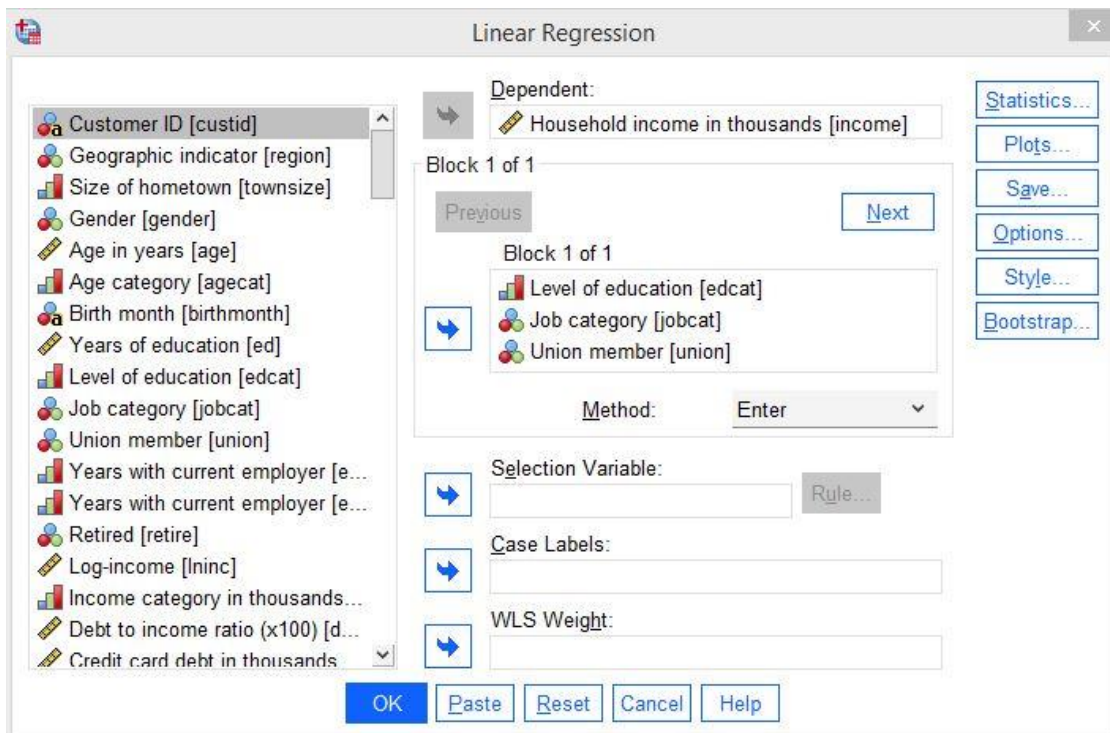 Linear Regression
Customer ID [custid]
Geographic indicator [region]
Size of hometown [townsize]
Gender [gender]
Age in years [age]
Age category [agecat]
Birth month [birthmonth]
Years of education [ed]
Level of education [edcat]
Job category [jobcat]
Union member [union]
Years with current employer [e...
Years with current employer [e...
Retired [retire]
Log-income [lninc]
Income category in thousands...
Debt to income ratio (x100) [d...
Credit card debt in thousands
Dependent:
Household income in thousands [income]
Block 1 of 1
Previous
Next
Block 1 of 1
Level of education [edcat]
Job category [jobcat]
Union member [union]
Method:
Enter
Selection Variable:
Rule...
Case Labels:
WLS Weight:
Statistics...
Plots...
Save...
Options...
Style...
Bootstrap...
OK
Paste
Reset
Cancel
Help